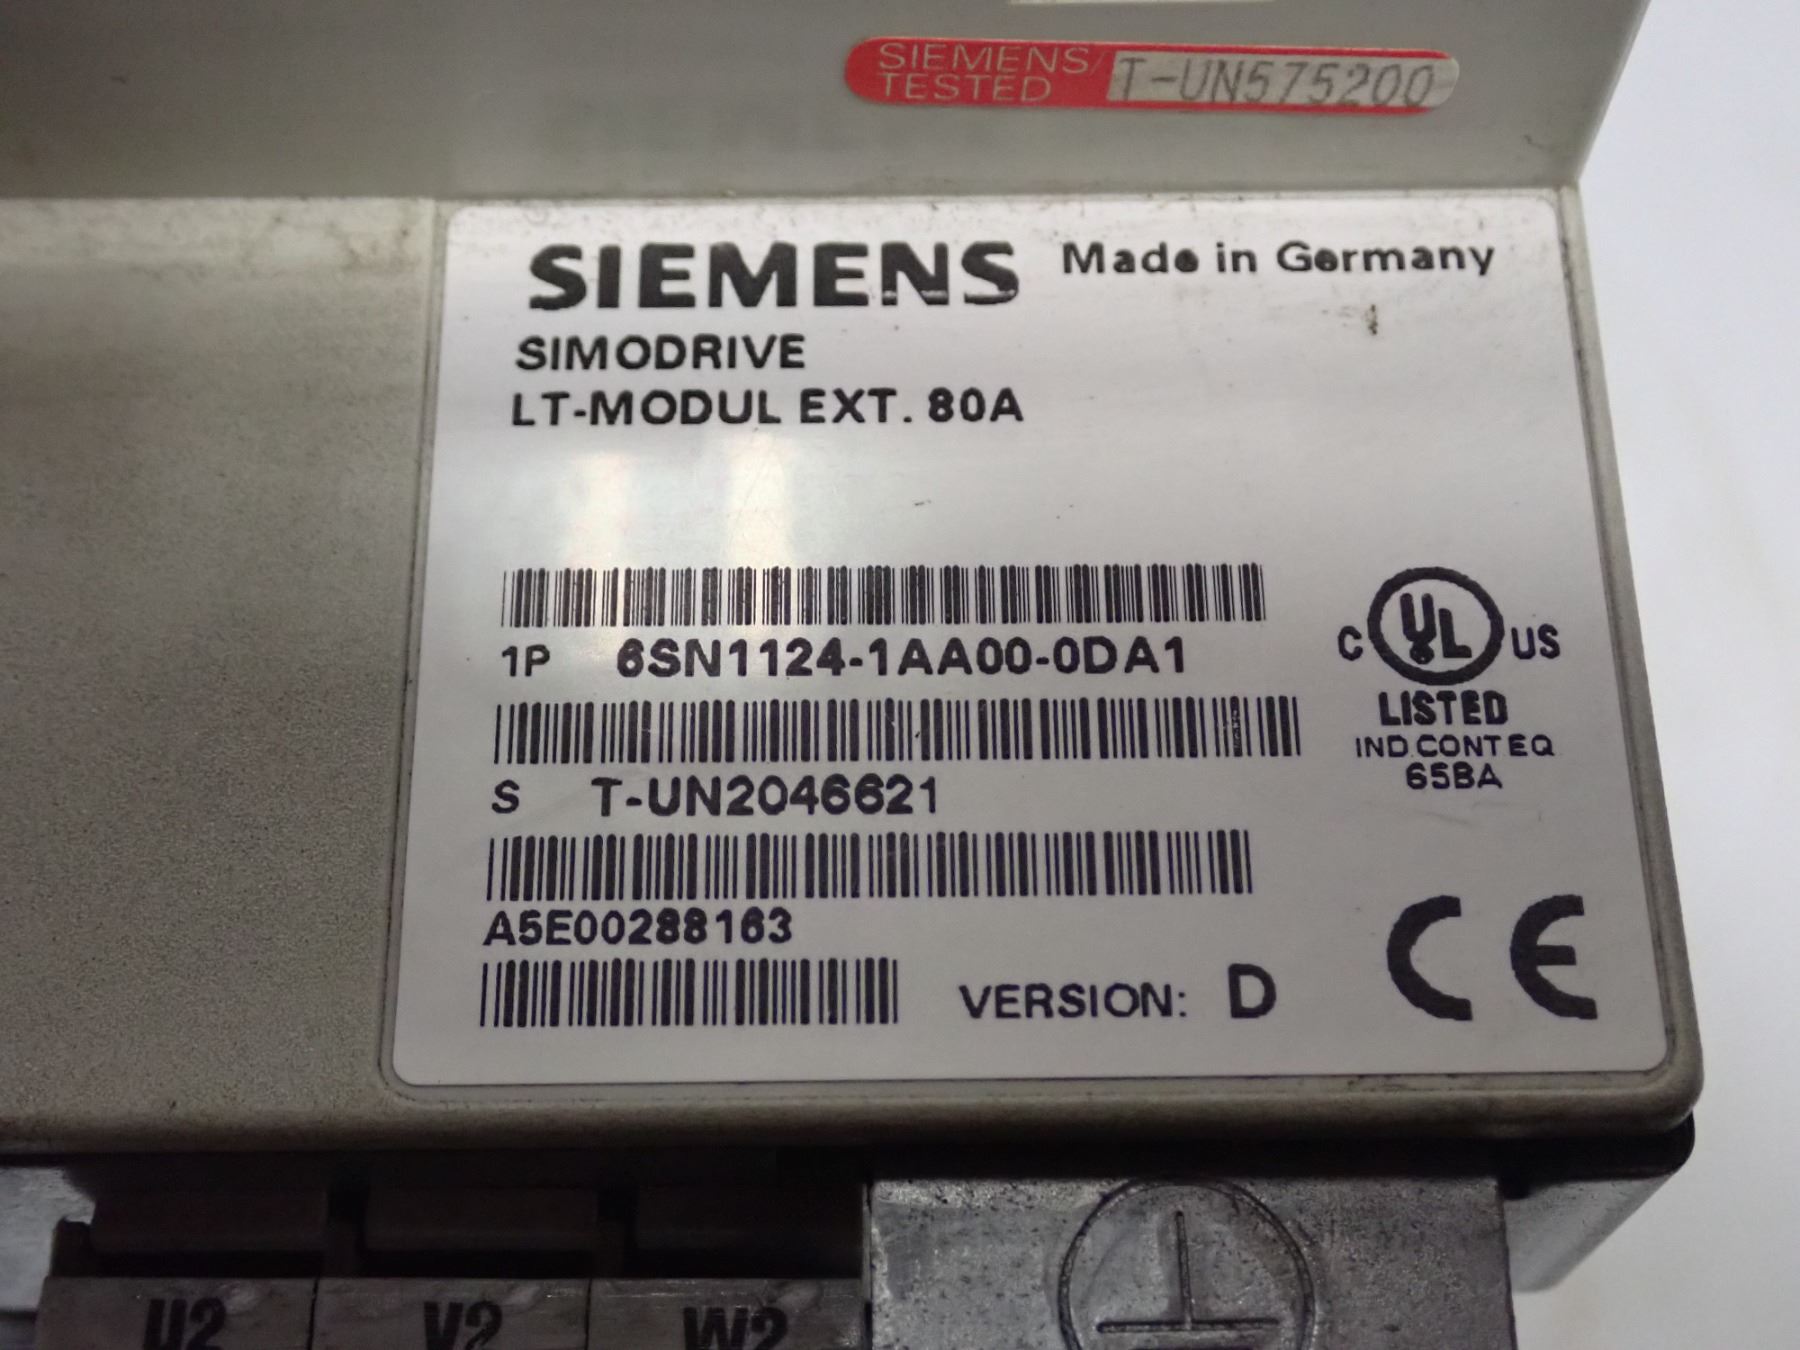 SIEMENS/
TESTED T-UN575200
SIEMENS Made in Germany
SIMODRIVE
LT-MODUL EXT. 80A
1P 6SN1124-1AA00-0DA1
C UL US
LISTED
IND.CONT EQ
65BA
S T-UN2046621
A5E00288163
VERSION: D
CE
U2 V2 W2